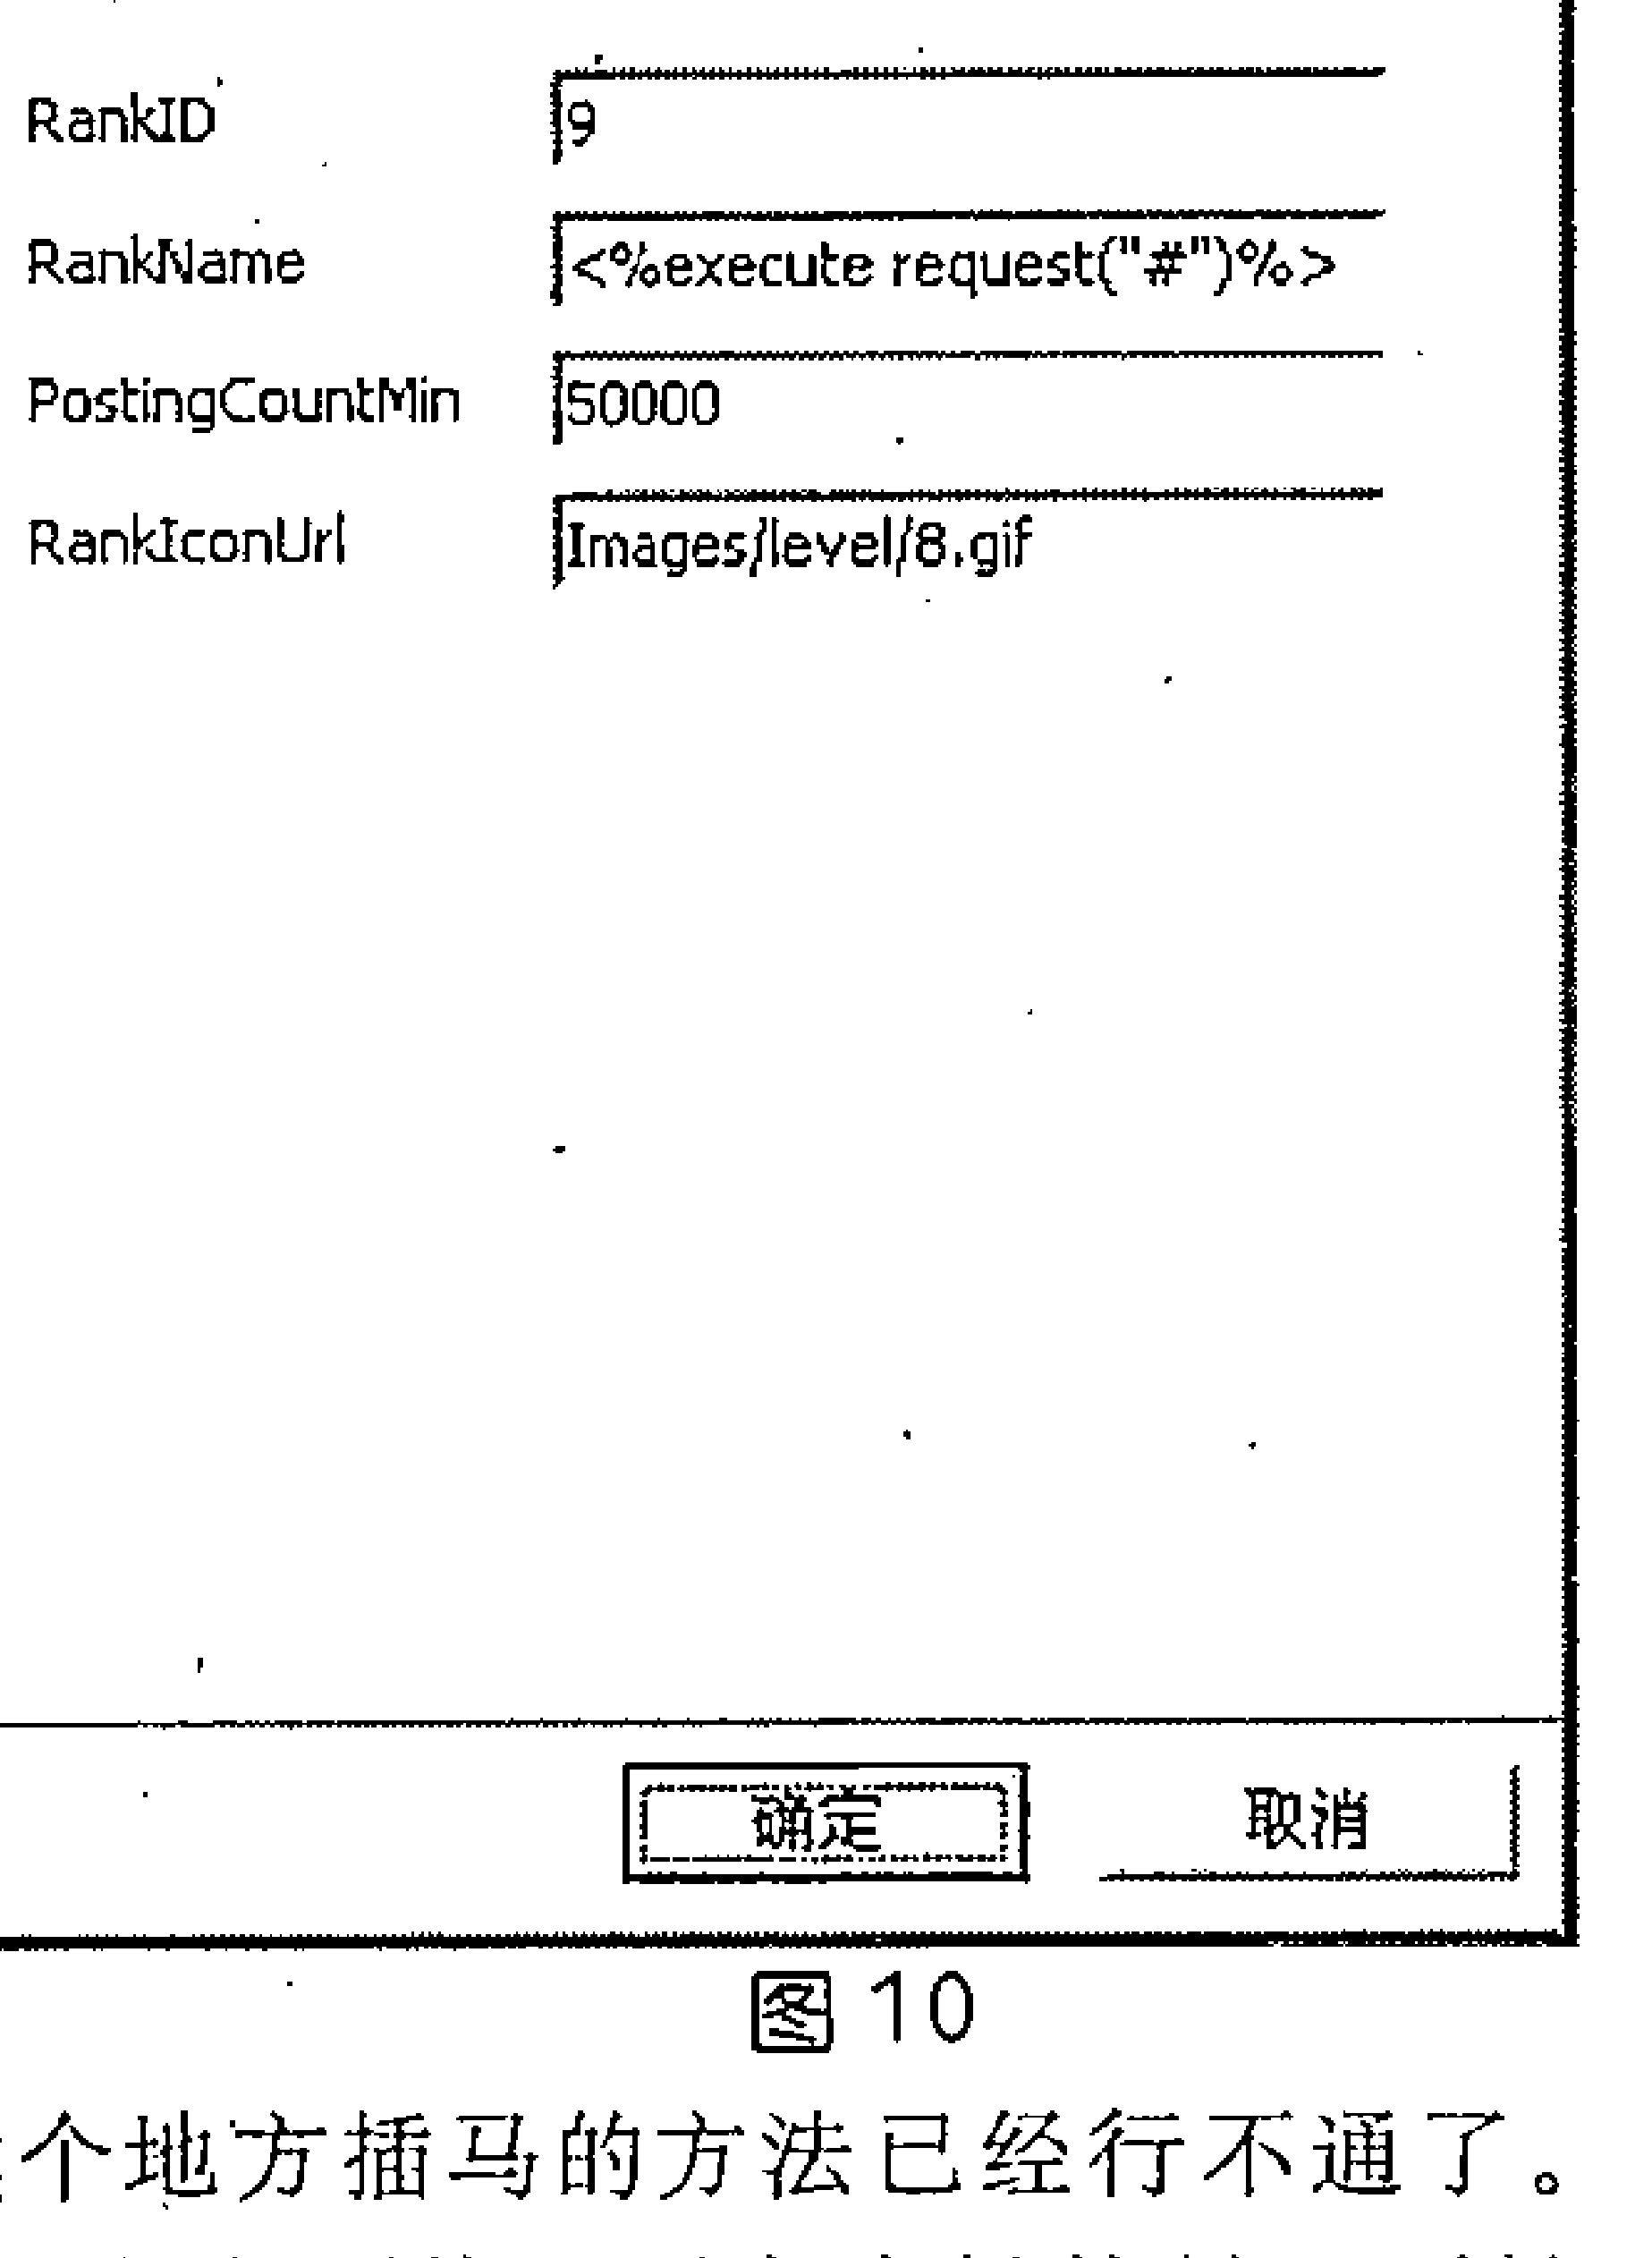 RankID 9
RankName <%execute request("#")%>
PostingCountMin 50000
RankIconUrl Images/level/8.gif
确定 取消
图 10
个地方插马的方法已经行不通了。